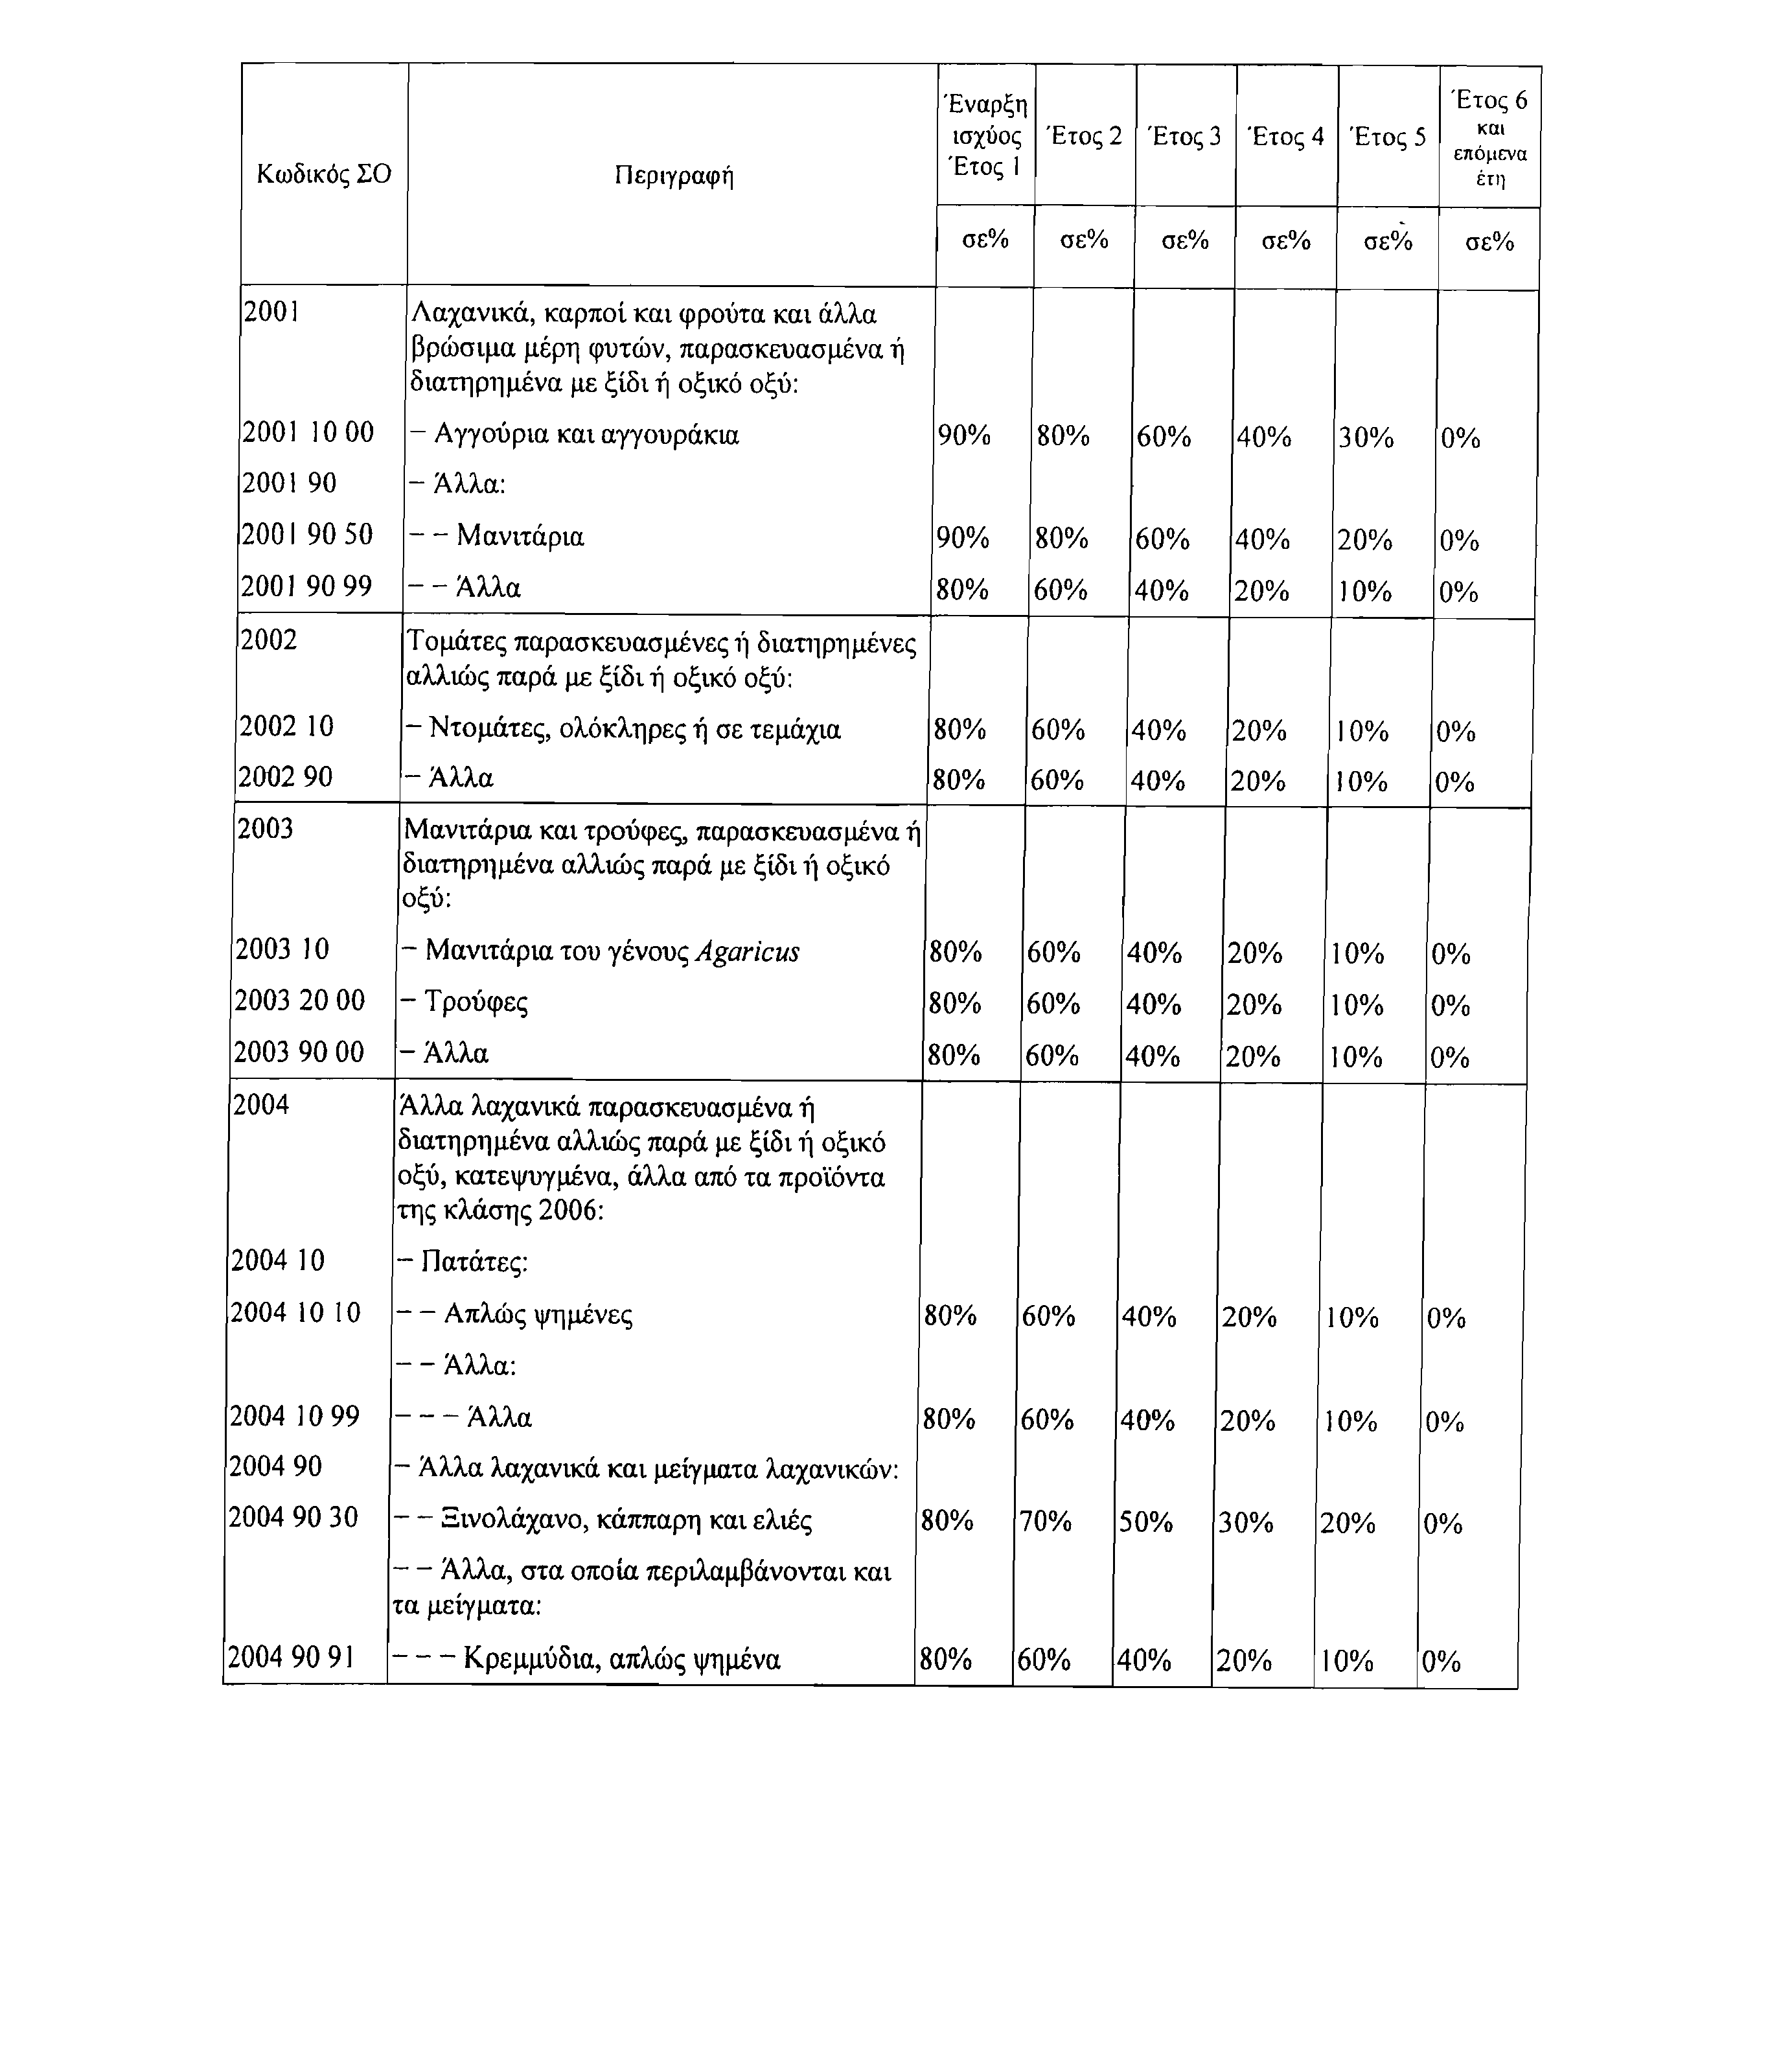 Κωδικός ΣΟ Περιγραφή Έναρξη ισχύος Έτος 1 Έτος 2 Έτος 3 Έτος 4 Έτος 5 Έτος 6 και επόμενα έτη
σε% σε% σε% σε% σε% σε%
2001 Λαχανικά, καρποί και φρούτα και άλλα
βρώσιμα μέρη φυτών, παρασκευασμένα ή
διατηρημένα με ξίδι ή οξικό οξύ:
2001 10 00 – Αγγούρια και αγγουράκια 90% 80% 60% 40% 30% 0%
2001 90 – Άλλα:
2001 90 50 – – Μανιτάρια 90% 80% 60% 40% 20% 0%
2001 90 99 – – Άλλα 80% 60% 40% 20% 10% 0%
2002 Τομάτες παρασκευασμένες ή διατηρημένες
αλλιώς παρά με ξίδι ή οξικό οξύ:
2002 10 – Ντομάτες, ολόκληρες ή σε τεμάχια 80% 60% 40% 20% 10% 0%
2002 90 – Άλλα 80% 60% 40% 20% 10% 0%
2003 Μανιτάρια και τρούφες, παρασκευασμένα ή
διατηρημένα αλλιώς παρά με ξίδι ή οξικό
οξύ:
2003 10 – Μανιτάρια του γένους Agaricus 80% 60% 40% 20% 10% 0%
2003 20 00 – Τρούφες 80% 60% 40% 20% 10% 0%
2003 90 00 – Άλλα 80% 60% 40% 20% 10% 0%
2004 Άλλα λαχανικά παρασκευασμένα ή
διατηρημένα αλλιώς παρά με ξίδι ή οξικό
οξύ, κατεψυγμένα, άλλα από τα προϊόντα
της κλάσης 2006:
2004 10 – Πατάτες:
2004 10 10 – – Απλώς ψημένες 80% 60% 40% 20% 10% 0%
– – Άλλα:
2004 10 99 – – – Άλλα 80% 60% 40% 20% 10% 0%
2004 90 – Άλλα λαχανικά και μείγματα λαχανικών:
2004 90 30 – – Ξινολάχανο, κάππαρη και ελιές 80% 70% 50% 30% 20% 0%
– – Άλλα, στα οποία περιλαμβάνονται και
τα μείγματα:
2004 90 91 – – – Κρεμμύδια, απλώς ψημένα 80% 60% 40% 20% 10% 0%